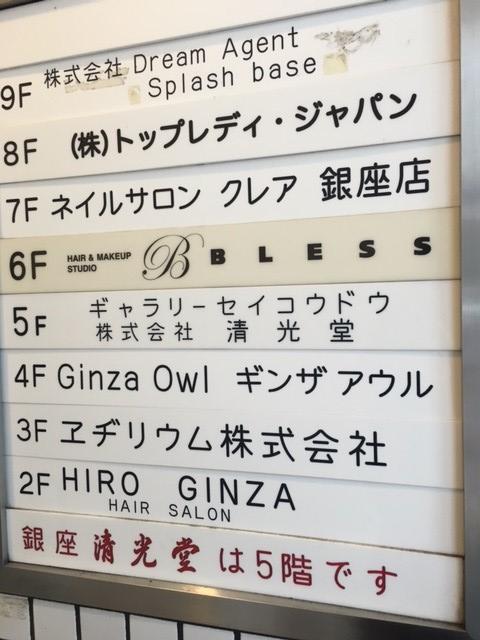 9F 株式会社 Dream Agent
Splash base
8F (株)トップレディ・ジャパン
7F ネイルサロン クレア 銀座店
6F HAIR & MAKEUP STUDIO B BLESS
5F ギャラリーセイコウドウ
株式会社 清光堂
4F Ginza Owl ギンザアウル
3F ヱヂリウム株式会社
2F HIRO GINZA
HAIR SALON
銀座清光堂は5階です